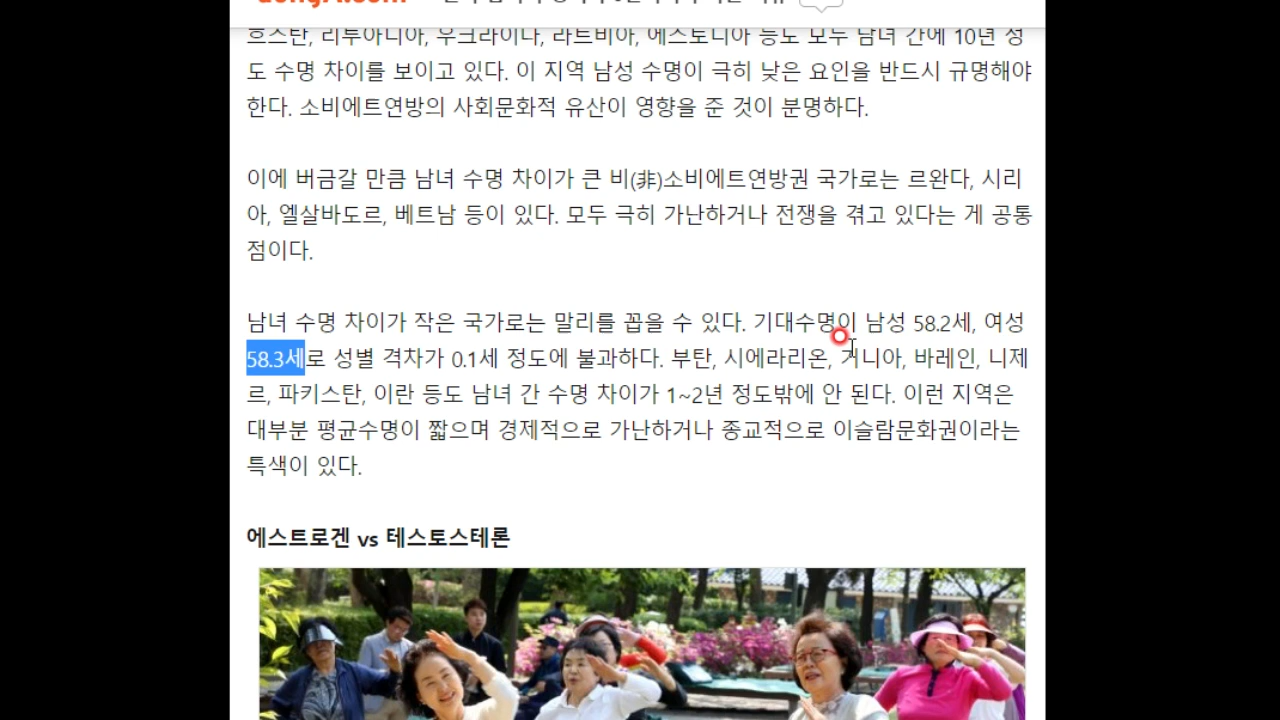 흐스탄, 리투아니아, 우크라이나, 라트비아, 에스토니아 등도 모두 남녀 간에 10년 정
도 수명 차이를 보이고 있다. 이 지역 남성 수명이 극히 낮은 요인을 반드시 규명해야
한다. 소비에트연방의 사회문화적 유산이 영향을 준 것이 분명하다.
이에 버금갈 만큼 남녀 수명 차이가 큰 비(非)소비에트연방권 국가로는 르완다, 시리
아, 엘살바도르, 베트남 등이 있다. 모두 극히 가난하거나 전쟁을 겪고 있다는 게 공통
점이다.
남녀 수명 차이가 작은 국가로는 말리를 꼽을 수 있다. 기대수명이 남성 58.2세, 여성
58.3세로 성별 격차가 0.1세 정도에 불과하다. 부탄, 시에라리온, 기니아, 바레인, 니제
르, 파키스탄, 이란 등도 남녀 간 수명 차이가 1~2년 정도밖에 안 된다. 이런 지역은
대부분 평균수명이 짧으며 경제적으로 가난하거나 종교적으로 이슬람문화권이라는
특색이 있다.
에스트로겐 vs 테스토스테론